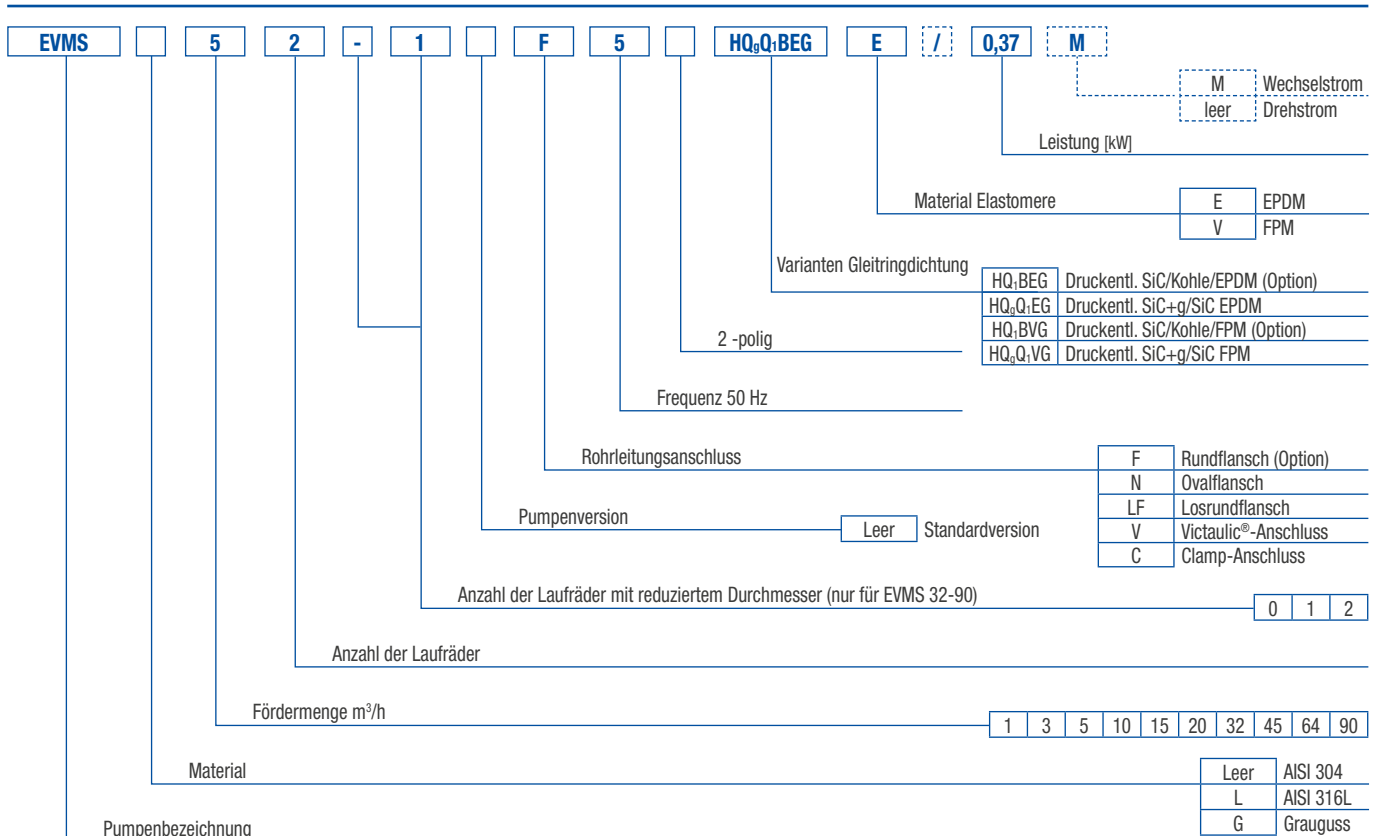 EVMS 5 2 - 1 F 5 HQgQ₁BEG E / 0,37 M
M Wechselstrom
leer Drehstrom
Leistung [kW]
Material Elastomere
E EPDM
V FPM
Varianten Gleitringdichtung
HQ₁BEG Druckentl. SiC/Kohle/EPDM (Option)
HQgQ₁EG Druckentl. SiC+g/SiC EPDM
HQ₁BVG Druckentl. SiC/Kohle/FPM (Option)
HQgQ₁VG Druckentl. SiC+g/SiC FPM
2 -polig
Frequenz 50 Hz
Rohrleitungsanschluss
F Rundflansch (Option)
N Ovalflansch
LF Losrundflansch
V Victaulic®-Anschluss
C Clamp-Anschluss
Pumpenversion
Leer Standardversion
Anzahl der Laufräder mit reduziertem Durchmesser (nur für EVMS 32-90)
0 1 2
Anzahl der Laufräder
Fördermenge m³/h
1 3 5 10 15 20 32 45 64 90
Material
Leer AISI 304
L AISI 316L
G Grauguss
Pumpenbezeichnung